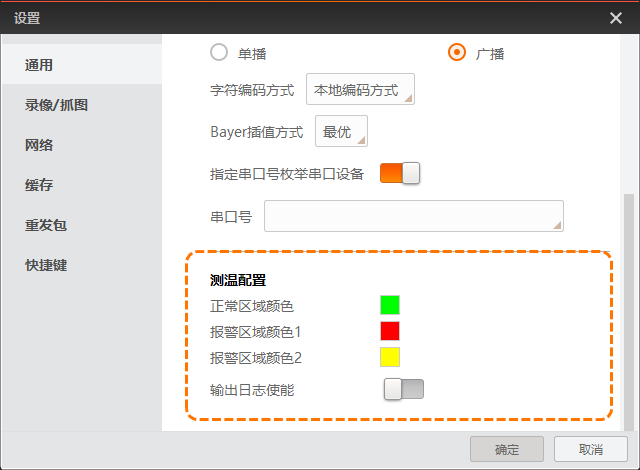 设置
通用
录像/抓图
网络
缓存
重发包
快捷键
单播 广播
字符编码方式 本地编码方式
Bayer插值方式 最优
指定串口号枚举串口设备
串口号
测温配置
正常区域颜色
报警区域颜色1
报警区域颜色2
输出日志使能
确定 取消